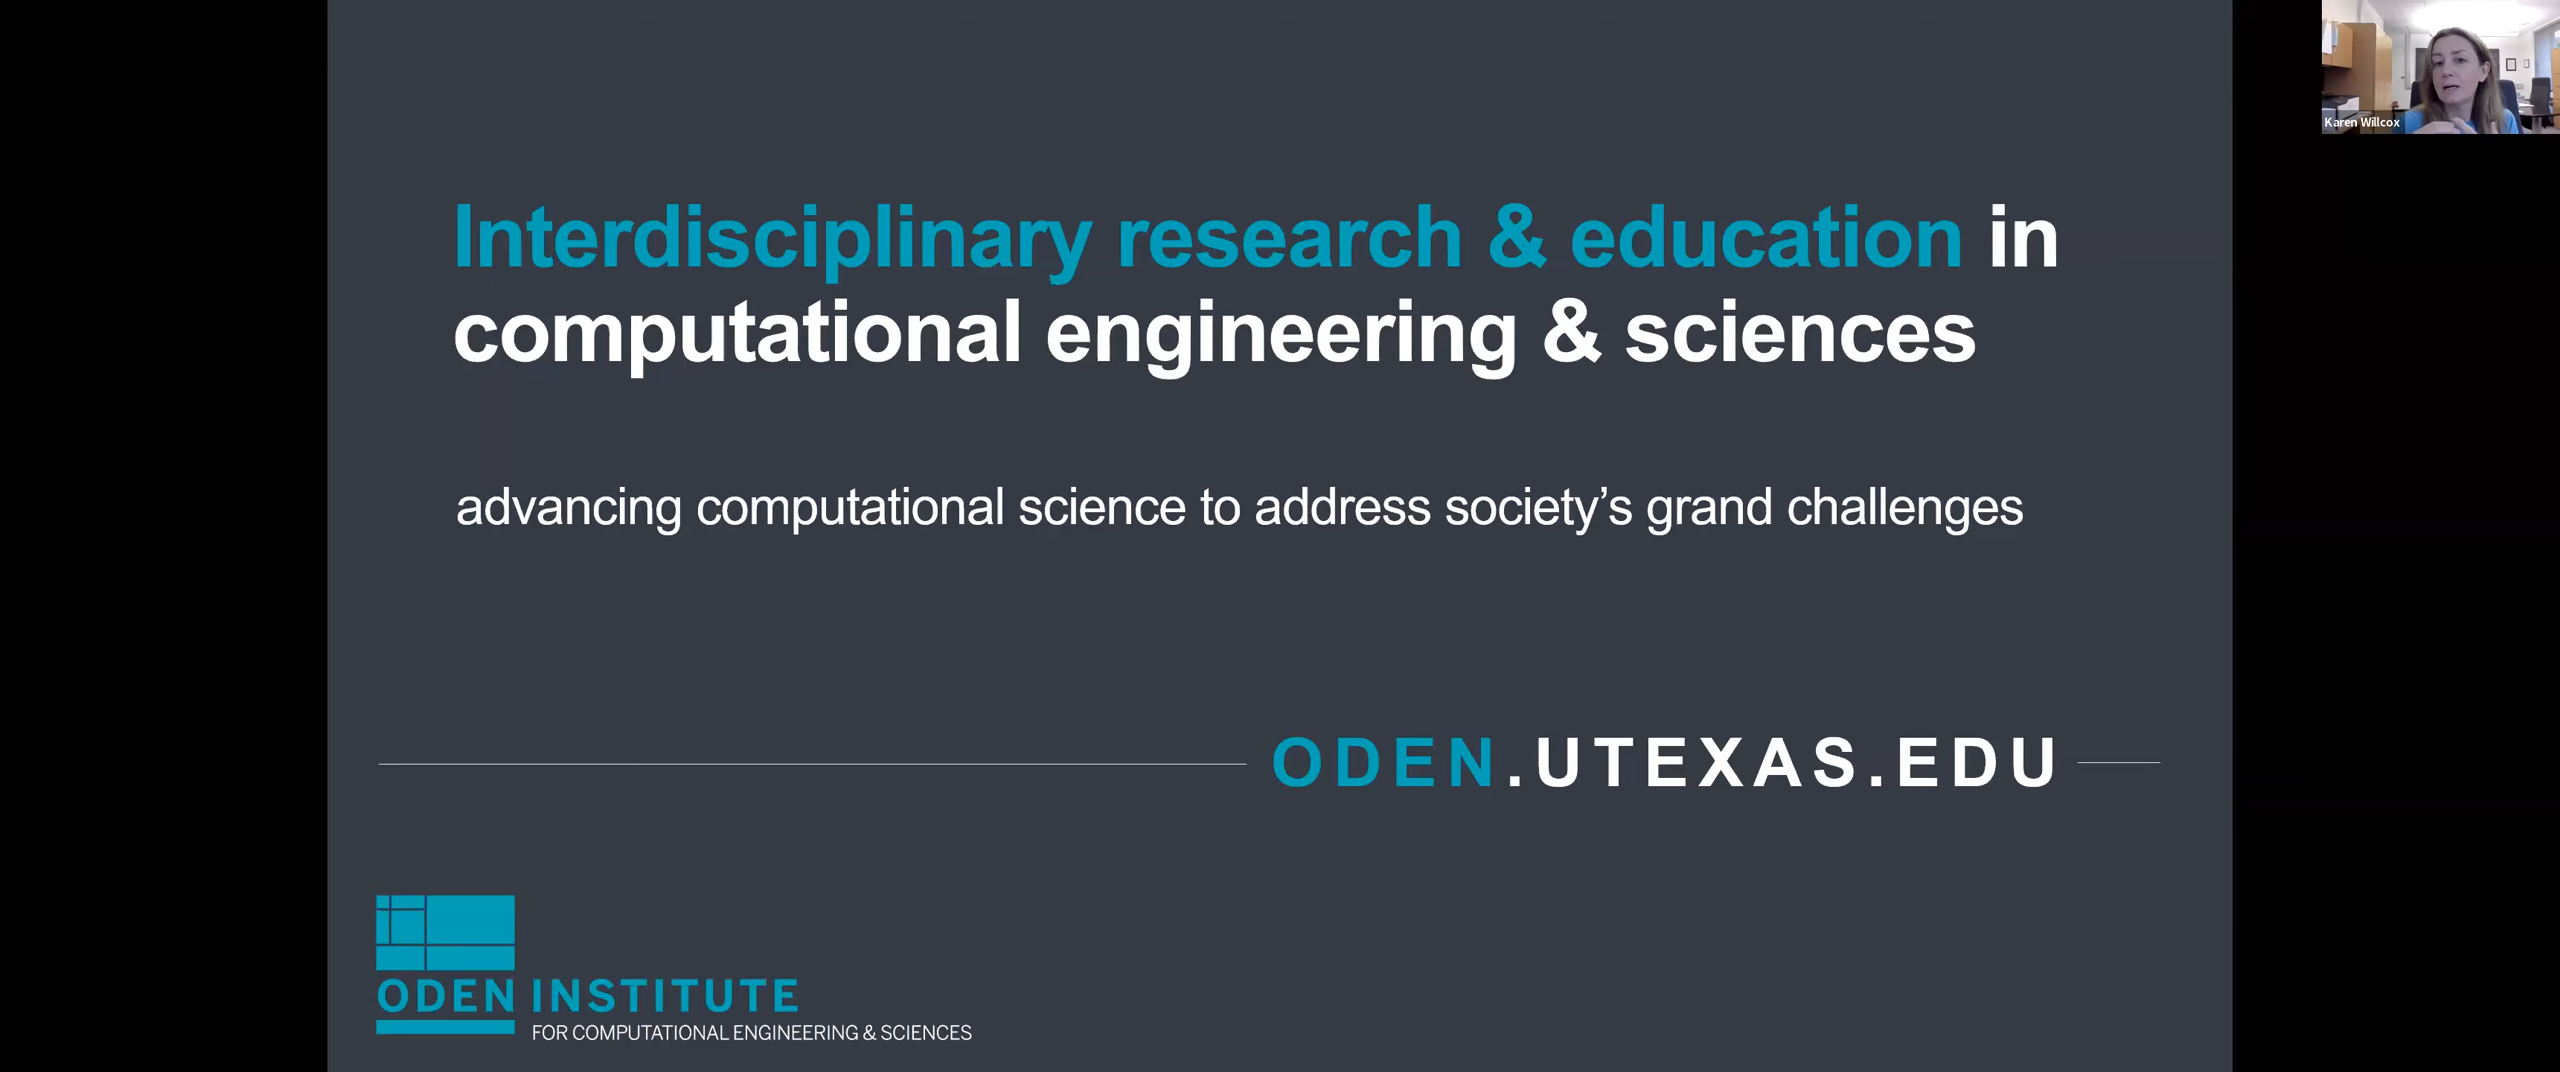 Karen Willcox
Interdisciplinary research & education in
computational engineering & sciences
advancing computational science to address society’s grand challenges
ODEN.UTEXAS.EDU
ODEN INSTITUTE
FOR COMPUTATIONAL ENGINEERING & SCIENCES